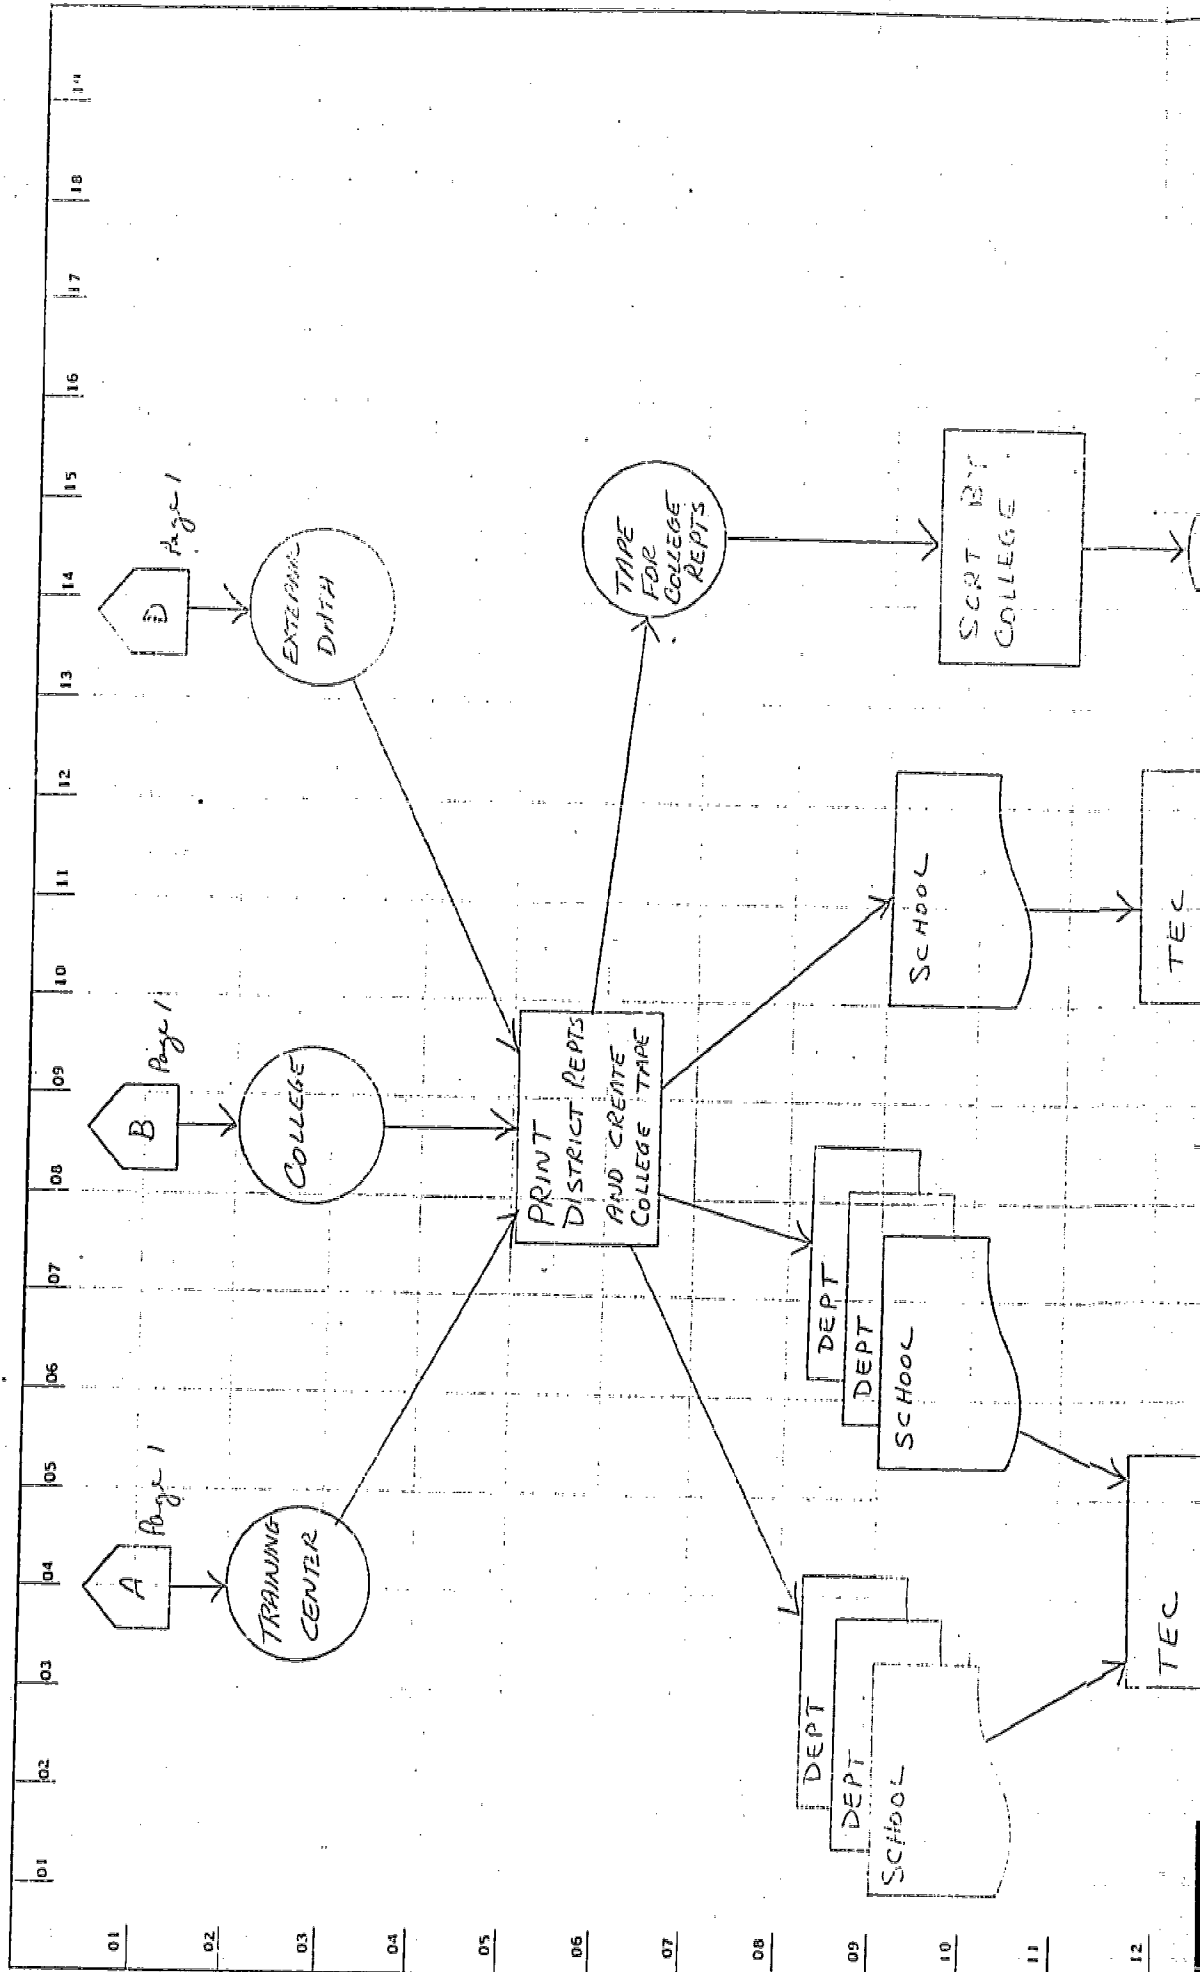 01 02 03 04 05 06 07 08 09 10 11 12 13 14 15 16 17 18 19
01
02
03
04
05
06
07
08
09
10
11
12
A
Page 1
B
Page 1
D
Page 1
TRAINING
CENTER
COLLEGE
EXTERNAL
DATA
PRINT
DISTRICT REPTS
AND CREATE
COLLEGE TAPE
TAPE
FOR
COLLEGE
REPTS
DEPT
DEPT
SCHOOL
DEPT
DEPT
SCHOOL
SCHOOL
SORT BY
COLLEGE
TEC
TEC